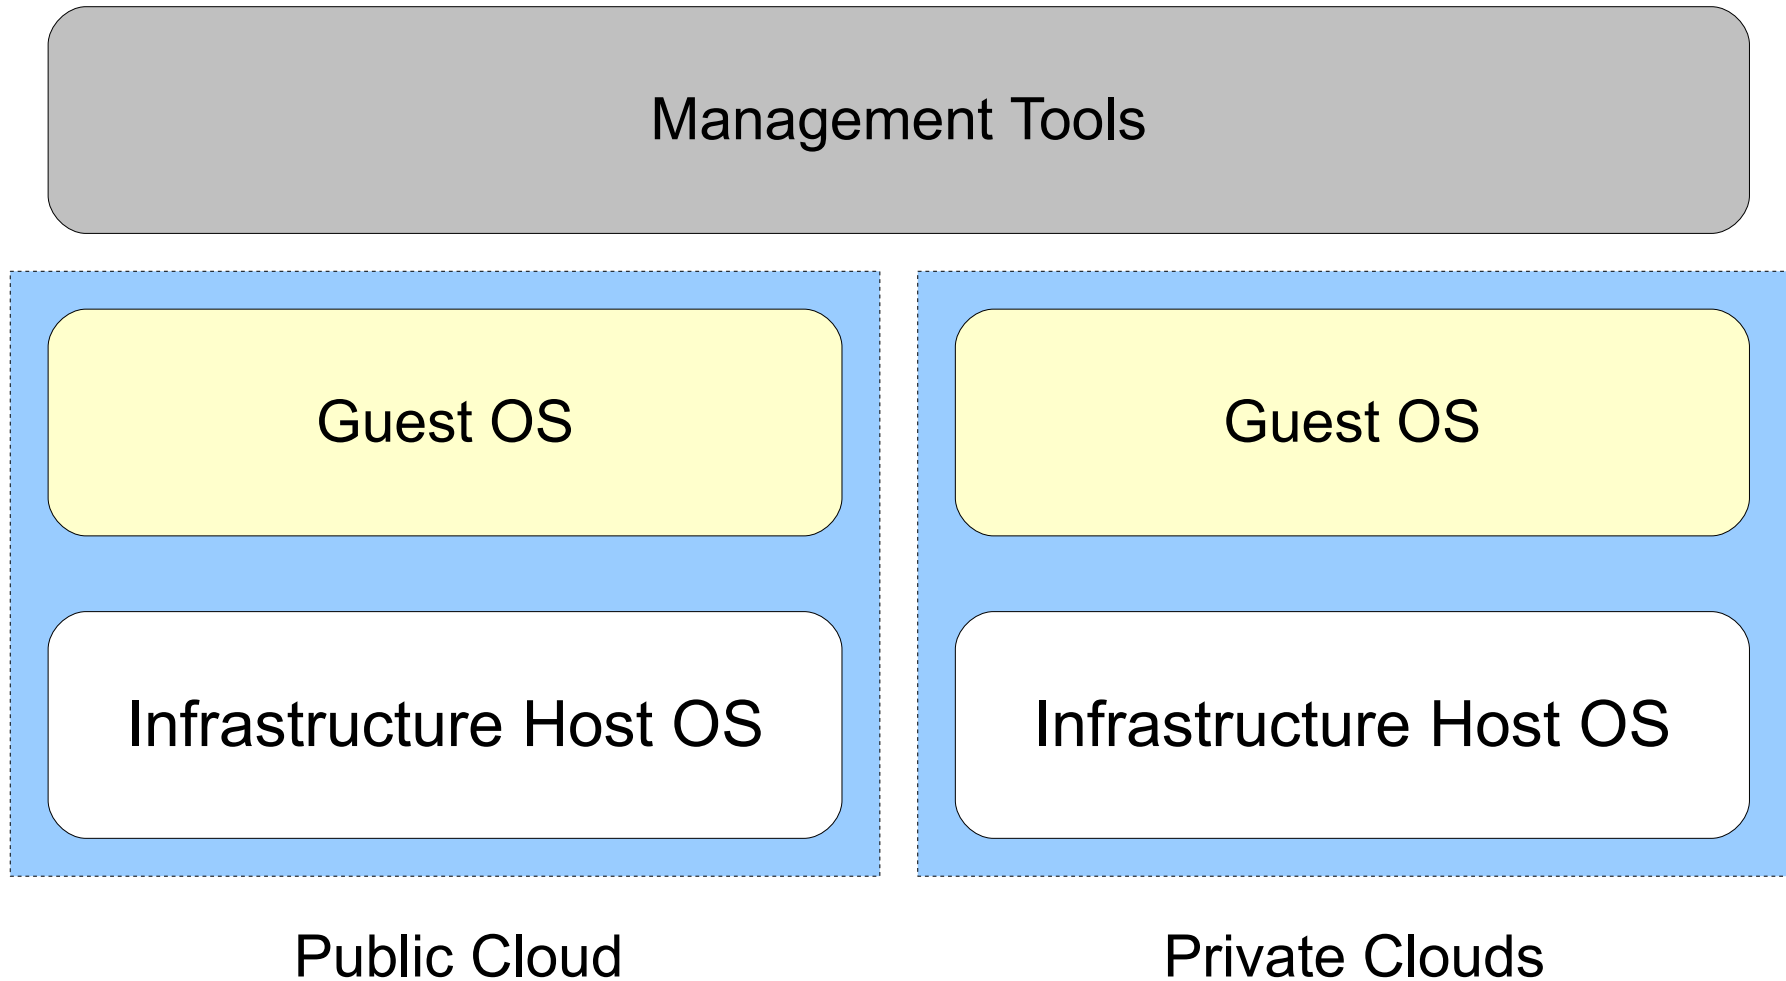 Management Tools
Guest OS
Guest OS
Infrastructure Host OS
Infrastructure Host OS
Public Cloud
Private Clouds